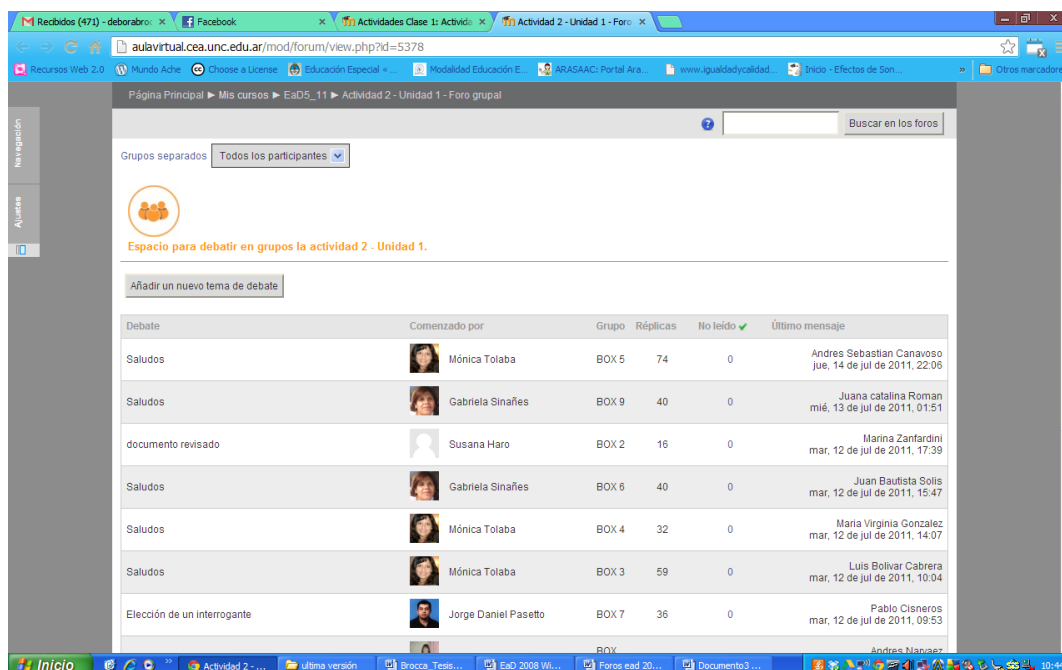 Recibidos (471) - deborabroc × Facebook × Actividades Clase 1: Activida × Actividad 2 - Unidad 1 - Foro ×
aulavirtual.cea.unc.edu.ar/mod/forum/view.php?id=5378
Recursos Web 2.0 Mundo Ache Choose a License Educación Especial « ... Modalidad Educación E... ARASAAC: Portal Ara... www.igualdadycalidad... Inicio - Efectos de Son... » Otros marcadore
Página Principal ► Mis cursos ► EaD5_11 ► Actividad 2 - Unidad 1 - Foro grupal
Navegación
Ajustes
Buscar en los foros
Grupos separados Todos los participantes
Espacio para debatir en grupos la actividad 2 - Unidad 1.
Añadir un nuevo tema de debate
Debate Comenzado por Grupo Réplicas No leído Último mensaje
Saludos Mónica Tolaba BOX 5 74 0 Andres Sebastian Canavoso
jue, 14 de jul de 2011, 22:06
Saludos Gabriela Sinañes BOX 9 40 0 Juana catalina Roman
mié, 13 de jul de 2011, 01:51
documento revisado Susana Haro BOX 2 16 0 Marina Zanfardini
mar, 12 de jul de 2011, 17:39
Saludos Gabriela Sinañes BOX 6 40 0 Juan Bautista Solis
mar, 12 de jul de 2011, 15:47
Saludos Mónica Tolaba BOX 4 32 0 Maria Virginia Gonzalez
mar, 12 de jul de 2011, 14:07
Saludos Mónica Tolaba BOX 3 59 0 Luis Bolivar Cabrera
mar, 12 de jul de 2011, 10:04
Elección de un interrogante Jorge Daniel Pasetto BOX 7 36 0 Pablo Cisneros
mar, 12 de jul de 2011, 09:53
BOX Andres Narvaez
Inicio » Actividad 2 - ... ultima versión Brocca_Tesis... EaD 2008 Wi... Foros ead 20... Documento3 ... 10:46